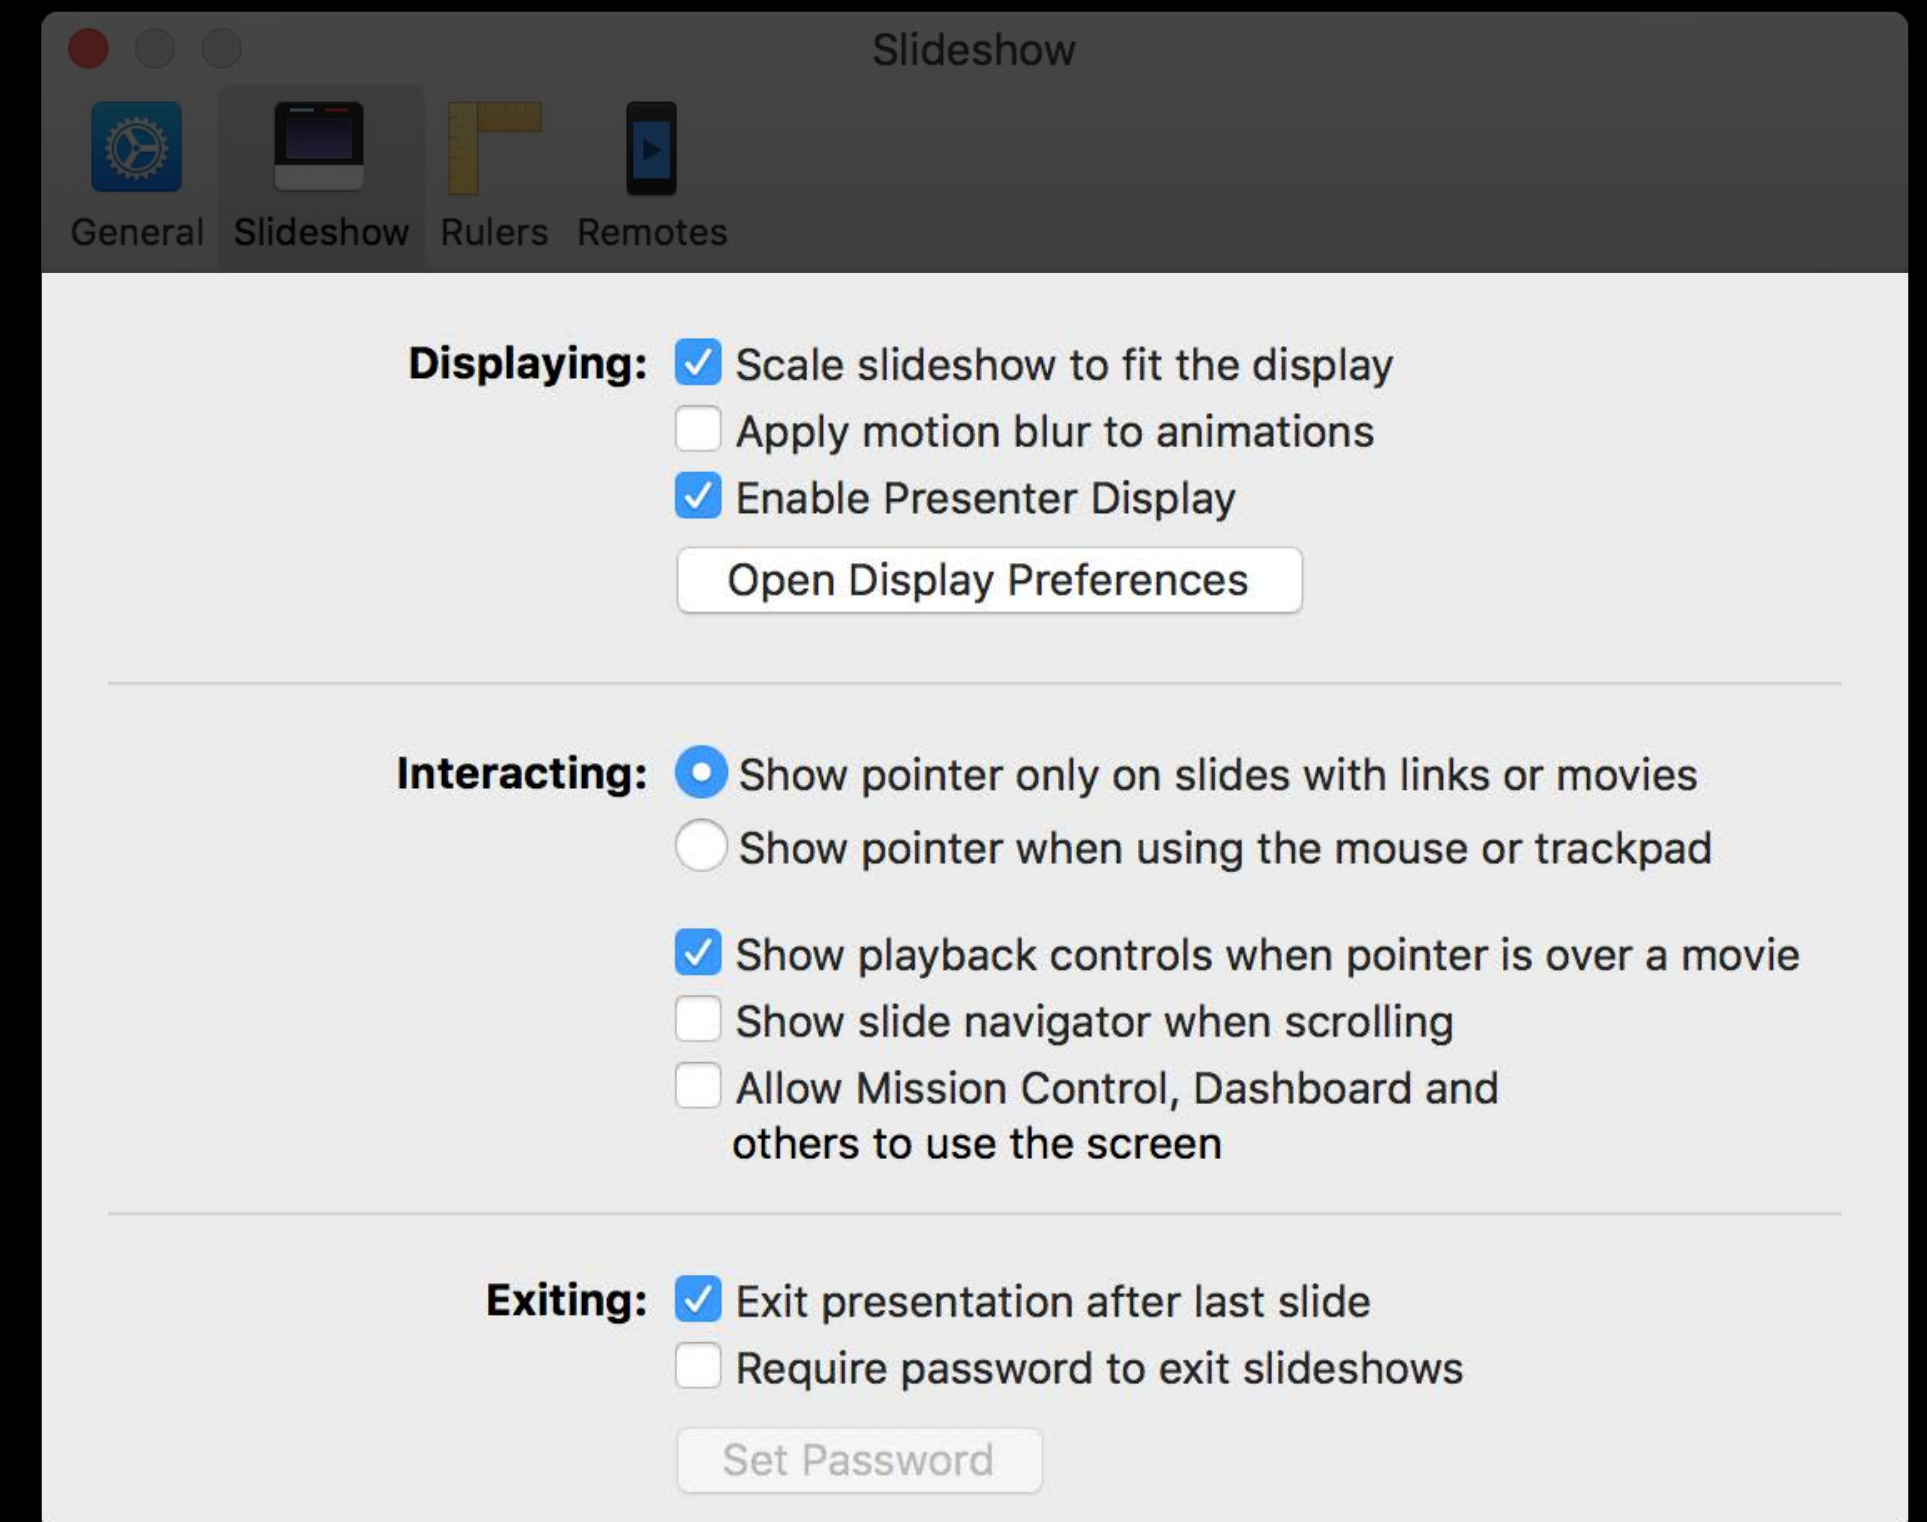 Slideshow
General Slideshow Rulers Remotes
Displaying: Scale slideshow to fit the display
Apply motion blur to animations
Enable Presenter Display
Open Display Preferences
Interacting: Show pointer only on slides with links or movies
Show pointer when using the mouse or trackpad
Show playback controls when pointer is over a movie
Show slide navigator when scrolling
Allow Mission Control, Dashboard and
others to use the screen
Exiting: Exit presentation after last slide
Require password to exit slideshows
Set Password